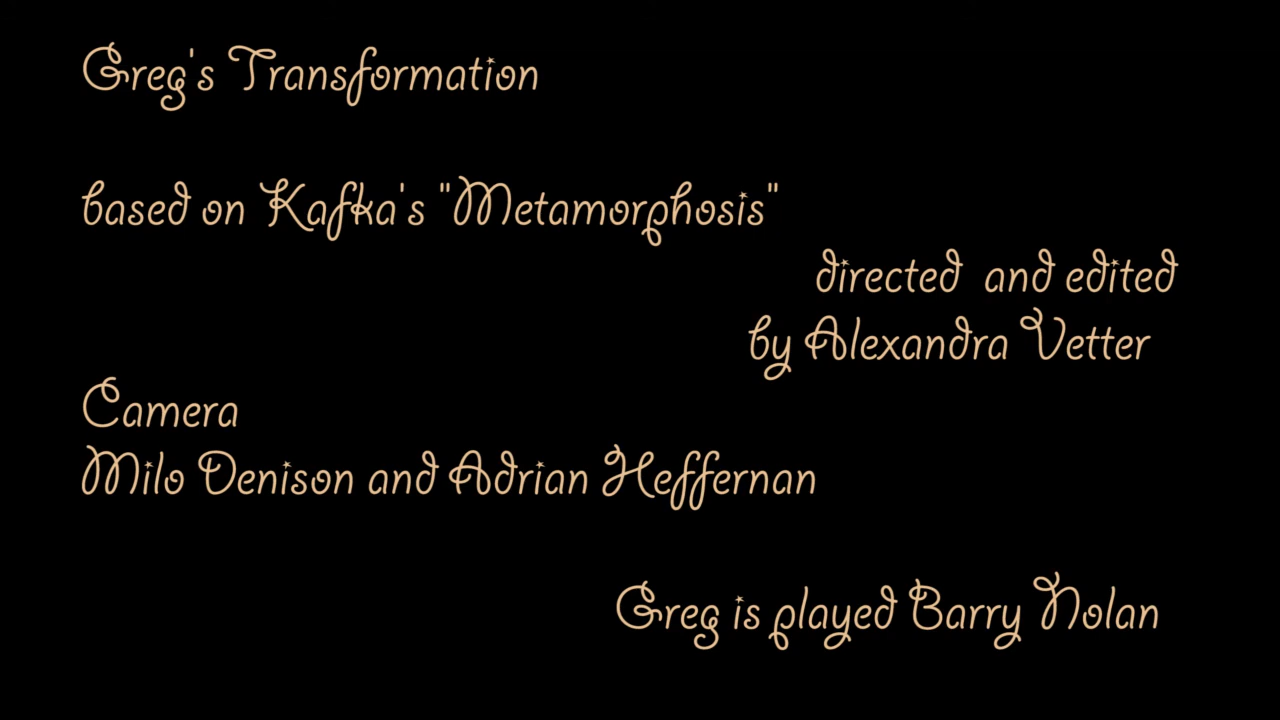 Greg's Transformation
based on Kafka's "Metamorphosis"
directed and edited
by Alexandra Vetter
Camera
Milo Denison and Adrian Heffernan
Greg is played Barry Nolan